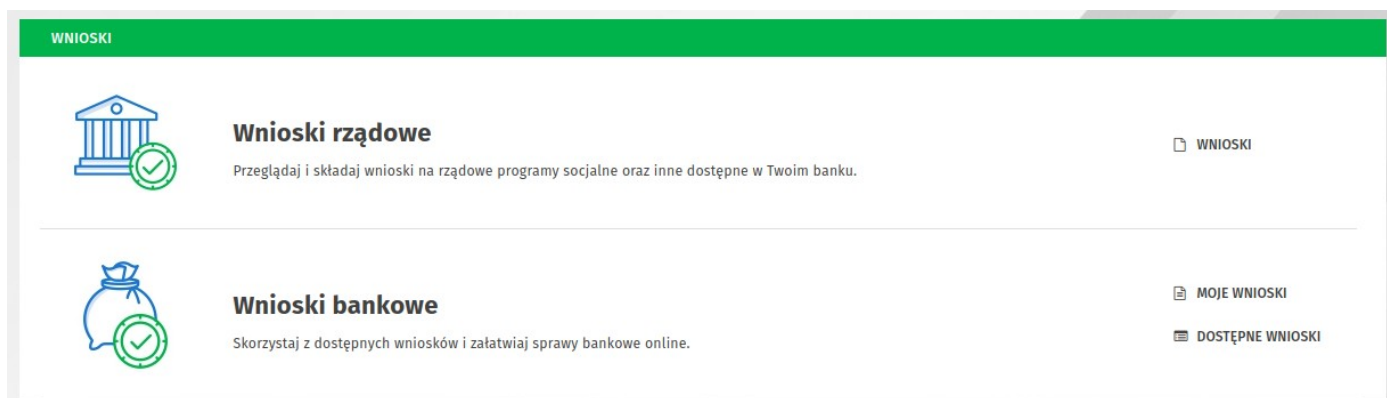 WNIOSKI
Wnioski rządowe
Przeglądaj i składaj wnioski na rządowe programy socjalne oraz inne dostępne w Twoim banku.
WNIOSKI
Wnioski bankowe
Skorzystaj z dostępnych wniosków i załatwiaj sprawy bankowe online.
MOJE WNIOSKI
DOSTĘPNE WNIOSKI